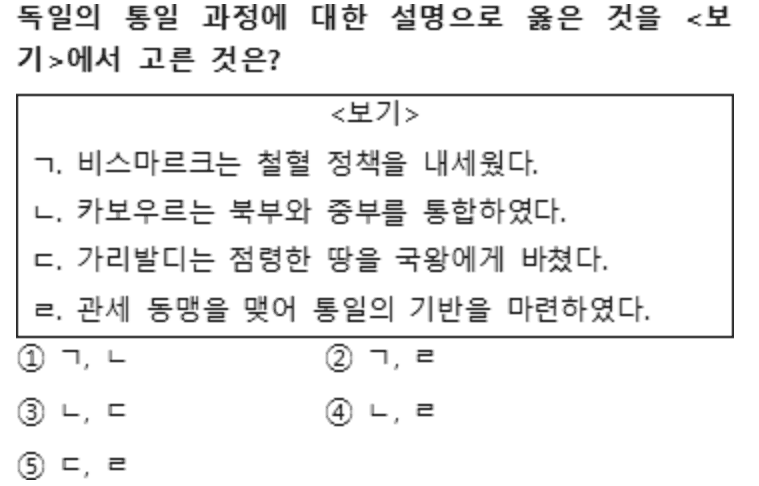 독일의 통일 과정에 대한 설명으로 옳은 것을 <보
기>에서 고른 것은?
<보기>
ㄱ. 비스마르크는 철혈 정책을 내세웠다.
ㄴ. 카보우르는 북부와 중부를 통합하였다.
ㄷ. 가리발디는 점령한 땅을 국왕에게 바쳤다.
ㄹ. 관세 동맹을 맺어 통일의 기반을 마련하였다.
① ㄱ, ㄴ ② ㄱ, ㄹ
③ ㄴ, ㄷ ④ ㄴ, ㄹ
⑤ ㄷ, ㄹ